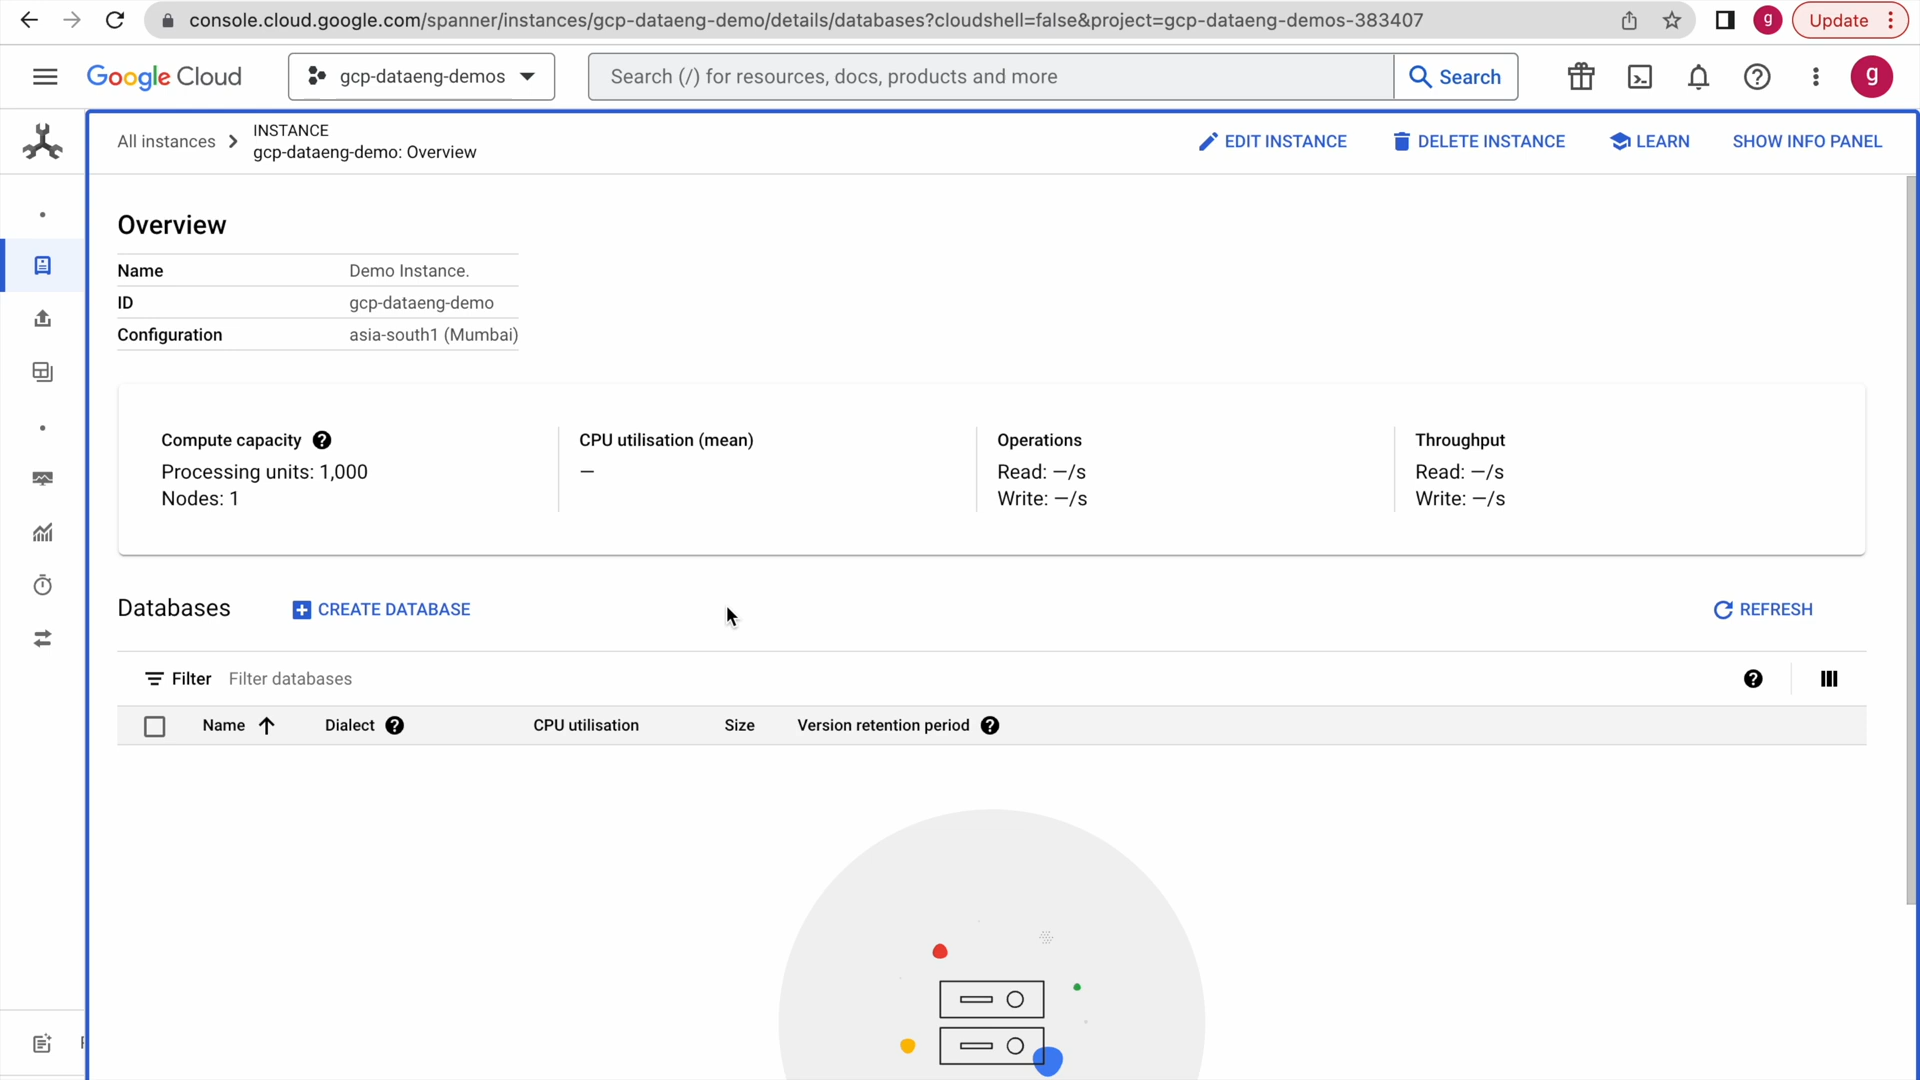 console.cloud.google.com/spanner/instances/gcp-dataeng-demo/details/databases?cloudshell=false&project=gcp-dataeng-demos-383407
g
Update
Google Cloud
gcp-dataeng-demos
Search (/) for resources, docs, products and more
Search
g
All instances
INSTANCE
gcp-dataeng-demo: Overview
EDIT INSTANCE
DELETE INSTANCE
LEARN
SHOW INFO PANEL
Overview
Name Demo Instance.
ID gcp-dataeng-demo
Configuration asia-south1 (Mumbai)
Compute capacity
Processing units: 1,000
Nodes: 1
CPU utilisation (mean)
—
Operations
Read: —/s
Write: —/s
Throughput
Read: —/s
Write: —/s
Databases
CREATE DATABASE
REFRESH
Filter
Filter databases
Name
Dialect
CPU utilisation
Size
Version retention period